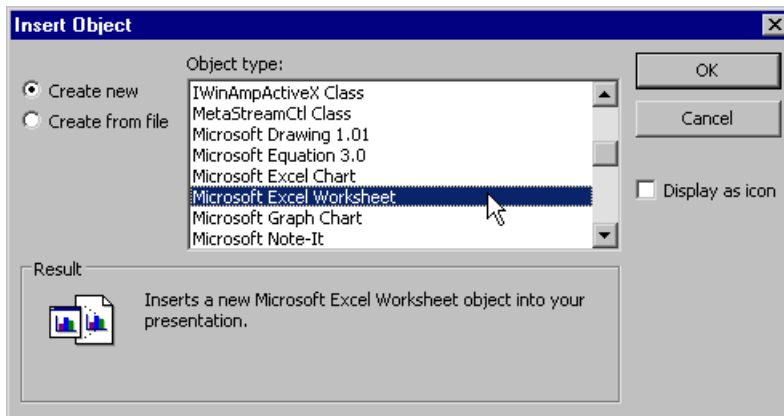 Insert Object
Object type:
Create new
Create from file
IWinAmpActiveX Class
MetaStreamCtl Class
Microsoft Drawing 1.01
Microsoft Equation 3.0
Microsoft Excel Chart
Microsoft Excel Worksheet
Microsoft Graph Chart
Microsoft Note-It
OK
Cancel
Display as icon
Result
Inserts a new Microsoft Excel Worksheet object into your
presentation.